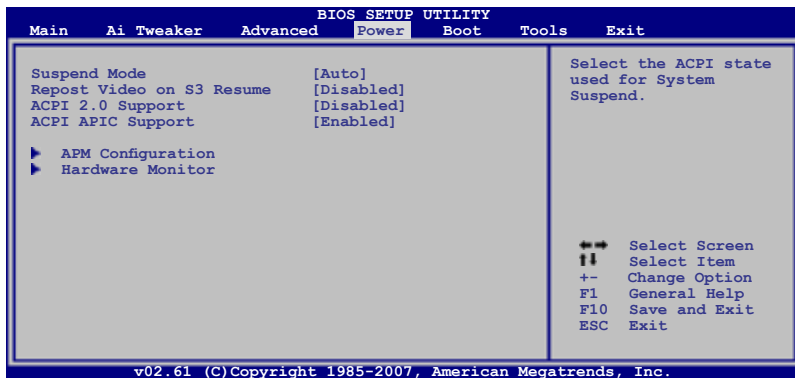 BIOS SETUP UTILITY
Main Ai Tweaker Advanced Power Boot Tools Exit
Suspend Mode [Auto]
Repost Video on S3 Resume [Disabled]
ACPI 2.0 Support [Disabled]
ACPI APIC Support [Enabled]
APM Configuration
Hardware Monitor
Select the ACPI state
used for System
Suspend.
←→ Select Screen
↑↓ Select Item
+- Change Option
F1 General Help
F10 Save and Exit
ESC Exit
v02.61 (C)Copyright 1985-2007, American Megatrends, Inc.